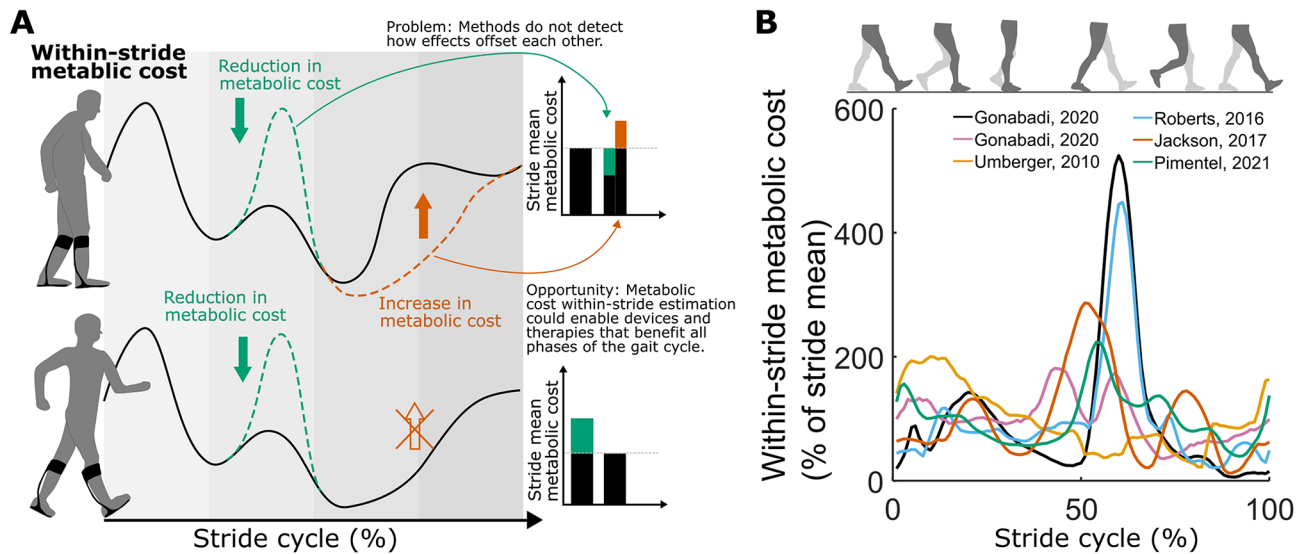 A
Within-stride
metablic cost
Reduction in
metabolic cost
Problem: Methods do not detect
how effects offset each other.
Stride mean
metabolic cost
Increase in
metabolic cost
Reduction in
metabolic cost
Opportunity: Metabolic
cost within-stride estimation
could enable devices and
therapies that benefit all
phases of the gait cycle.
Stride mean
metabolic cost
Stride cycle (%)
B
Within-stride metabolic cost
(% of stride mean)
600
400
200
0
Gonabadi, 2020
Gonabadi, 2020
Umberger, 2010
Roberts, 2016
Jackson, 2017
Pimentel, 2021
0 50 100
Stride cycle (%)